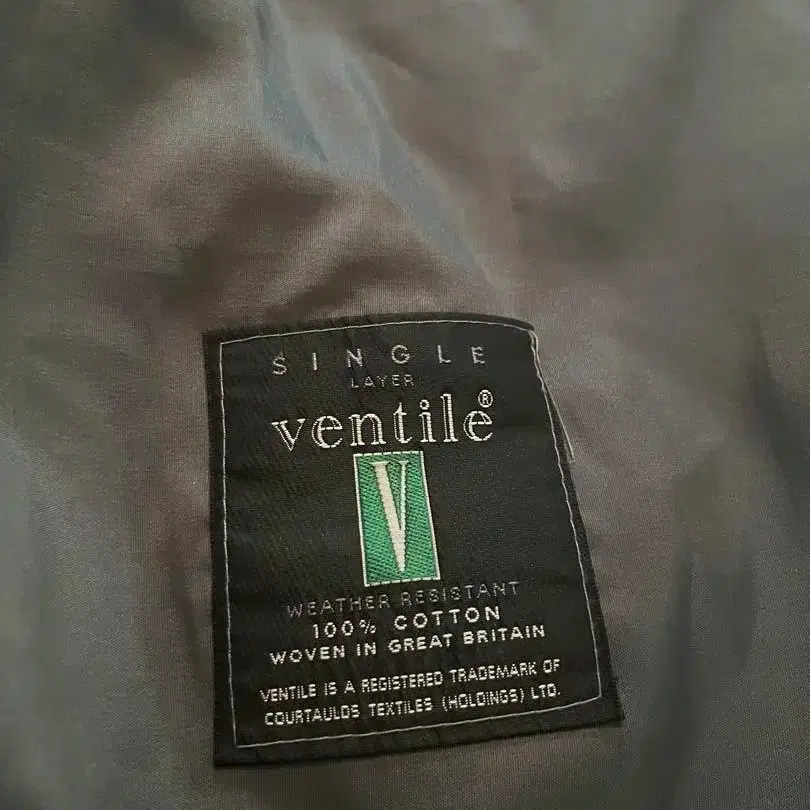 SINGLE
LAYER
ventile®
V
WEATHER RESISTANT
100% COTTON
WOVEN IN GREAT BRITAIN
VENTILE IS A REGISTERED TRADEMARK OF
COURTAULDS TEXTILES (HOLDINGS) LTD.